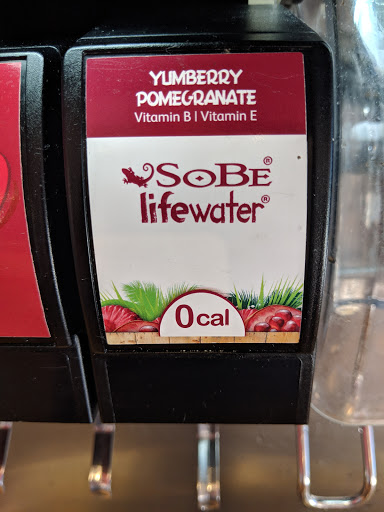 YUMBERRY
POMEGRANATE
Vitamin B | Vitamin E
SOBE®
lifewater®
0cal